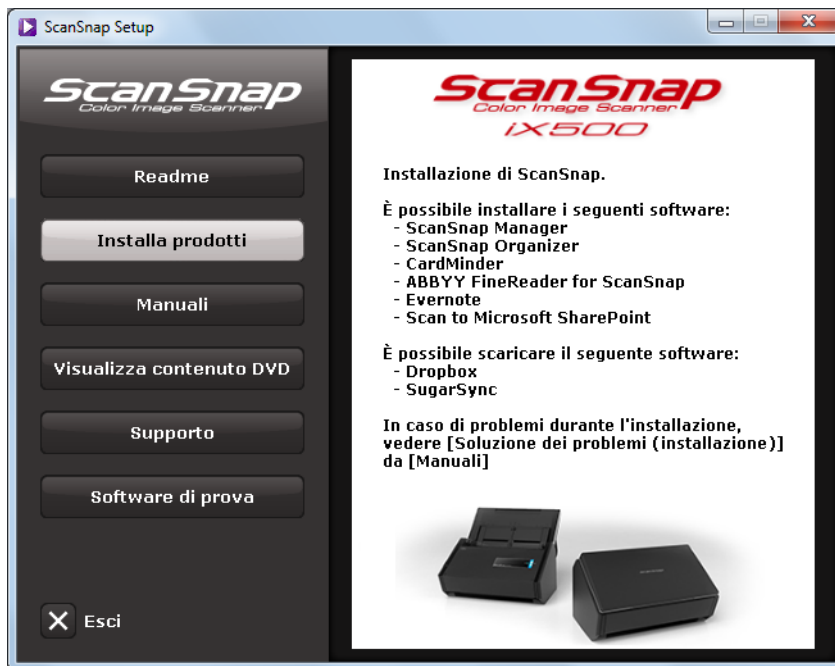 ScanSnap Setup
ScanSnap
Color Image Scanner
Readme
Installa prodotti
Manuali
Visualizza contenuto DVD
Supporto
Software di prova
Esci
ScanSnap
Color Image Scanner
iX500
Installazione di ScanSnap.
È possibile installare i seguenti software:
- ScanSnap Manager
- ScanSnap Organizer
- CardMinder
- ABBYY FineReader for ScanSnap
- Evernote
- Scan to Microsoft SharePoint
È possibile scaricare il seguente software:
- Dropbox
- SugarSync
In caso di problemi durante l'installazione,
vedere [Soluzione dei problemi (installazione)]
da [Manuali]